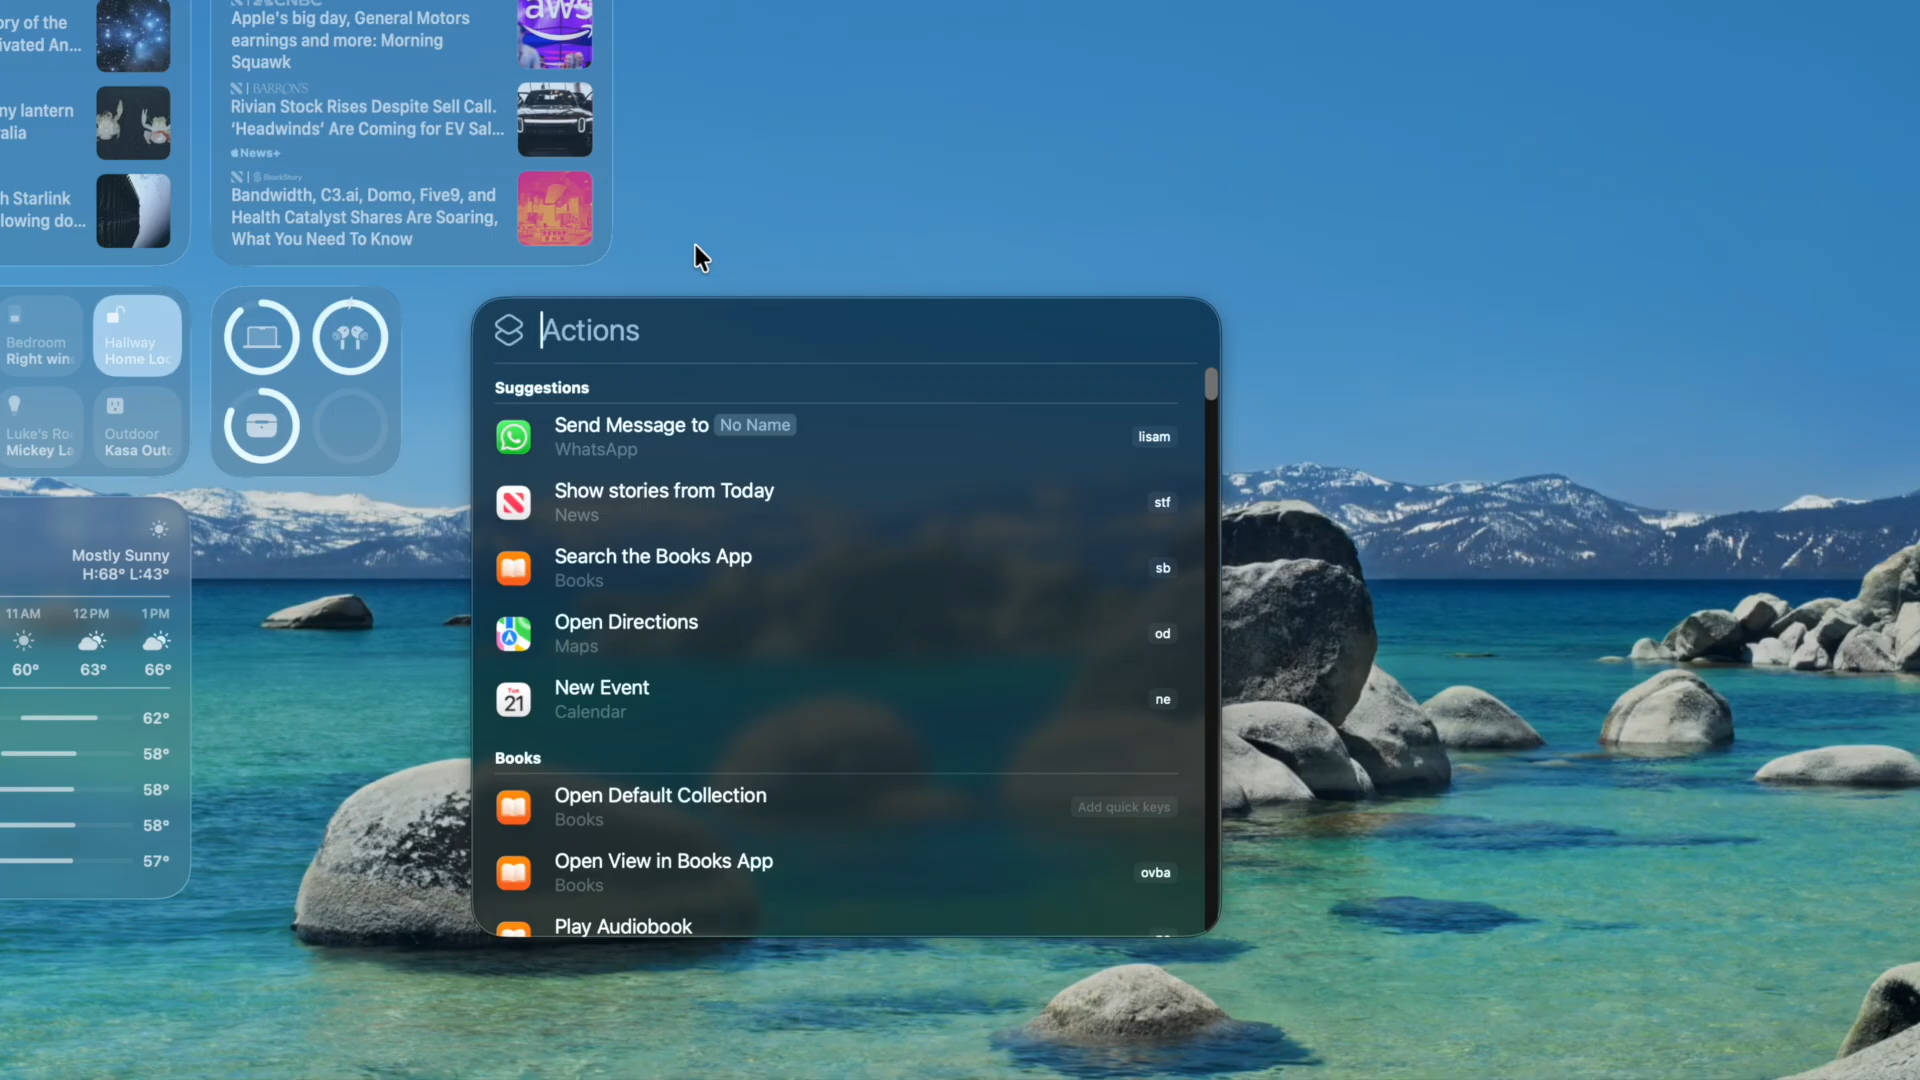 ory of the
ivated An...
ny lantern
alia
h Starlink
lowing do...
CNBC
Apple's big day, General Motors
earnings and more: Morning
Squawk
aws
BARRON'S
Rivian Stock Rises Despite Sell Call.
‘Headwinds’ Are Coming for EV Sal...
News+
StockStory
Bandwidth, C3.ai, Domo, Five9, and
Health Catalyst Shares Are Soaring,
What You Need To Know
Bedroom
Right win
Hallway
Home Loc
Luke's Ro
Mickey La
Outdoor
Kasa Outd
Mostly Sunny
H:68° L:43°
11 AM 12 PM 1 PM
60° 63° 66°
62°
58°
58°
58°
57°
Actions
Suggestions
Send Message to No Name
WhatsApp
lisam
Show stories from Today
News
stf
Search the Books App
Books
sb
Open Directions
Maps
od
Tue
21
New Event
Calendar
ne
Books
Open Default Collection
Books
Add quick keys
Open View in Books App
Books
ovba
Play Audiobook